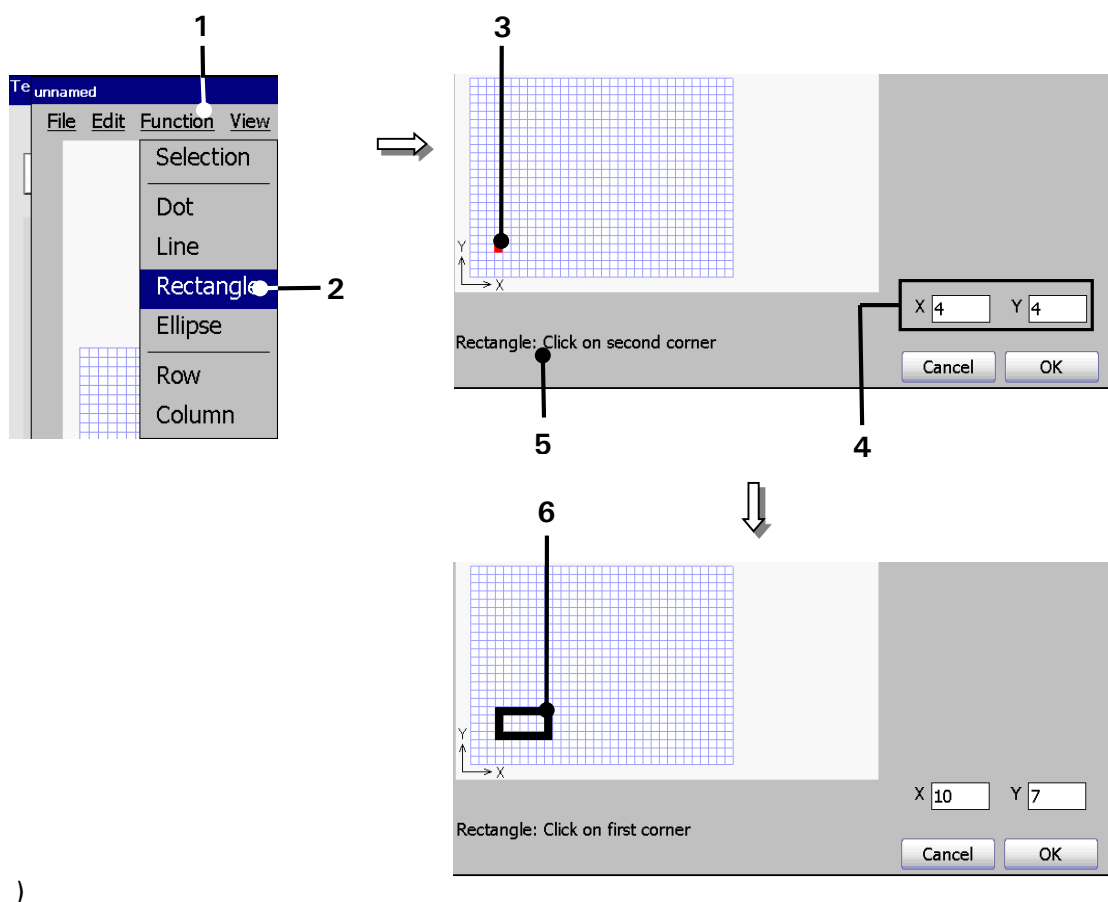 1
3
Te unnamed
File Edit Function View
Selection
Dot
Line
Rectangle
2
Ellipse
Row
Column
Y
X
X 4 Y 4
Rectangle: Click on second corner
Cancel OK
5
4
6
Y
X
X 10 Y 7
Rectangle: Click on first corner
Cancel OK
)